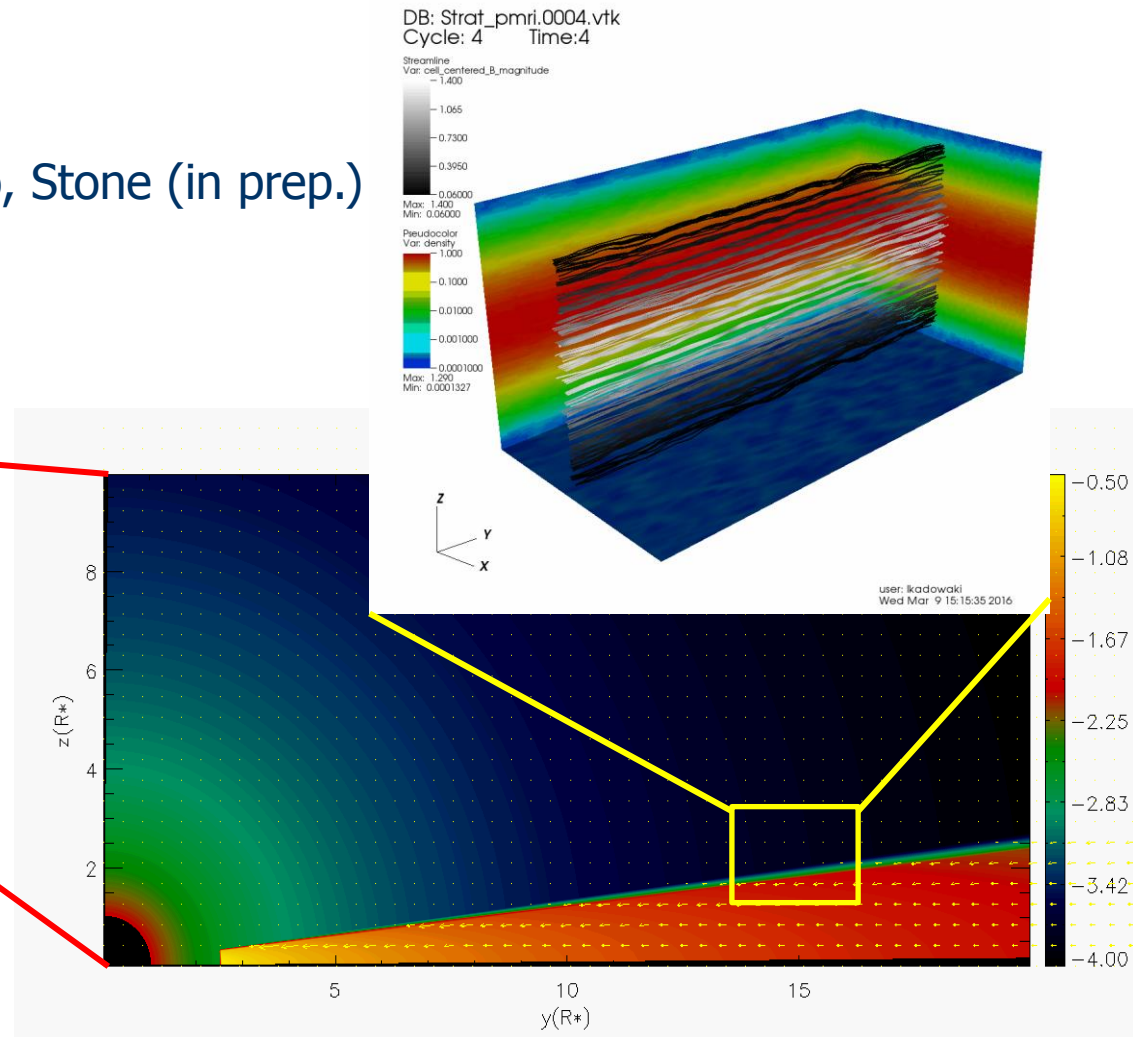 DB: Strat_pmri.0004.vtk
Cycle: 4 Time:4
Streamline
Var: cell_centered_B_magnitude
1.400
1.065
0.7300
0.3950
0.06000
Max: 1.400
Min: 0.06000
Pseudocolor
Var: density
1.000
0.1000
0.01000
0.001000
0.0001000
Max: 1.290
Min: 0.0001327
, Stone (in prep.)
Z
Y
X
user: lkadowaki
Wed Mar 9 15:15:35 2016
8
6
4
2
z(R*)
5
10
15
y(R*)
-0.50
-1.08
-1.67
-2.25
-2.83
-3.42
-4.00